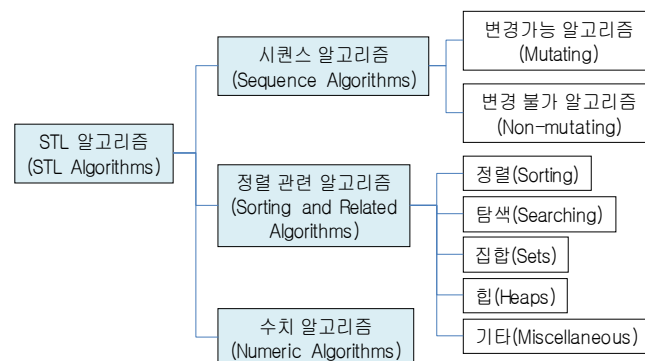 STL 알고리즘
(STL Algorithms)
시퀀스 알고리즘
(Sequence Algorithms)
변경가능 알고리즘
(Mutating)
변경 불가 알고리즘
(Non-mutating)
정렬 관련 알고리즘
(Sorting and Related
Algorithms)
정렬(Sorting)
탐색(Searching)
집합(Sets)
힙(Heaps)
기타(Miscellaneous)
수치 알고리즘
(Numeric Algorithms)